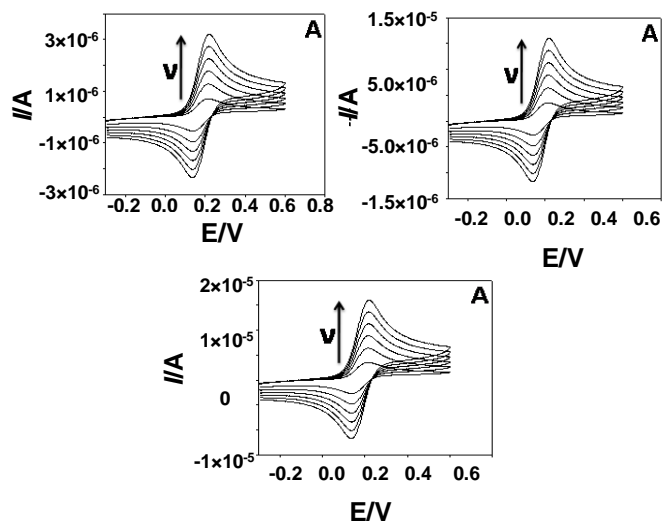 3×10⁻⁶
1×10⁻⁶
-1×10⁻⁶
-3×10⁻⁶
I/A
v
A
-0.2 0.0 0.2 0.4 0.6 0.8
E/V
1.5×10⁻⁵
5.0×10⁻⁶
-5.0×10⁻⁶
-1.5×10⁻⁵
I/A
v
A
-0.2 0.0 0.2 0.4 0.6
E/V
2×10⁻⁵
1×10⁻⁵
0
-1×10⁻⁵
I/A
v
A
-0.2 0.0 0.2 0.4 0.6
E/V